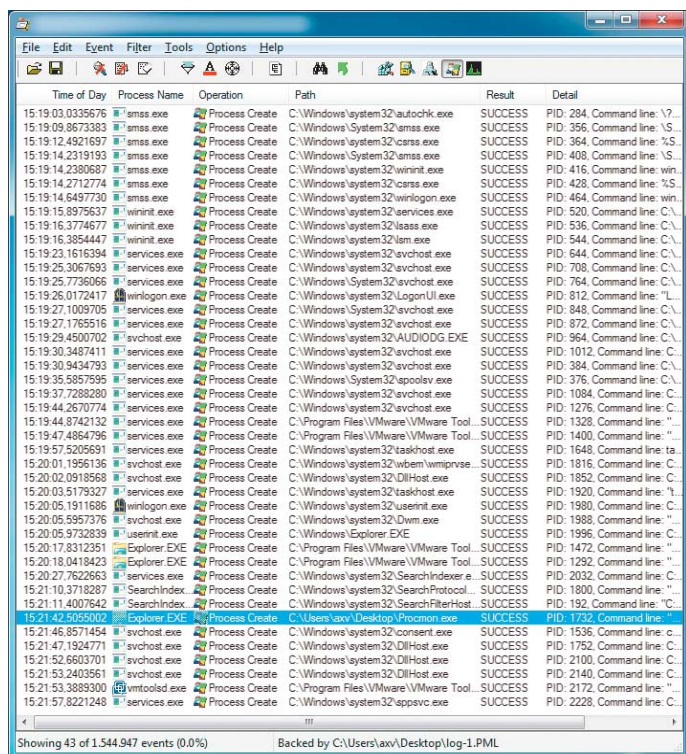 File Edit Event Filter Tools Options Help
Time of Day Process Name Operation Path Result Detail
15:19:03,0335676 smss.exe Process Create C:\Windows\system32\autochk.exe SUCCESS PID: 284, Command line: \?...
15:19:09,8673383 smss.exe Process Create C:\Windows\System32\smss.exe SUCCESS PID: 356, Command line: \S...
15:19:12,4921697 smss.exe Process Create C:\Windows\system32\csrss.exe SUCCESS PID: 364, Command line: %S...
15:19:14,2319193 smss.exe Process Create C:\Windows\System32\smss.exe SUCCESS PID: 408, Command line: \S...
15:19:14,2380687 smss.exe Process Create C:\Windows\system32\wininit.exe SUCCESS PID: 416, Command line: win...
15:19:14,2712774 smss.exe Process Create C:\Windows\system32\csrss.exe SUCCESS PID: 428, Command line: %S...
15:19:14,6497730 smss.exe Process Create C:\Windows\system32\winlogon.exe SUCCESS PID: 464, Command line: win...
15:19:15,8975637 wininit.exe Process Create C:\Windows\system32\services.exe SUCCESS PID: 520, Command line: C:\...
15:19:16,3774677 wininit.exe Process Create C:\Windows\system32\lsass.exe SUCCESS PID: 536, Command line: C:\...
15:19:16,3854447 wininit.exe Process Create C:\Windows\system32\lsm.exe SUCCESS PID: 544, Command line: C:\...
15:19:23,1616394 services.exe Process Create C:\Windows\system32\svchost.exe SUCCESS PID: 644, Command line: C:\...
15:19:25,3067693 services.exe Process Create C:\Windows\system32\svchost.exe SUCCESS PID: 708, Command line: C:\...
15:19:25,7736066 services.exe Process Create C:\Windows\system32\svchost.exe SUCCESS PID: 764, Command line: C:\...
15:19:26,0172417 winlogon.exe Process Create C:\Windows\system32\LogonUI.exe SUCCESS PID: 812, Command line: "L...
15:19:27,1009705 services.exe Process Create C:\Windows\system32\svchost.exe SUCCESS PID: 848, Command line: C:\...
15:19:27,1765516 services.exe Process Create C:\Windows\system32\svchost.exe SUCCESS PID: 872, Command line: C:\...
15:19:29,4500702 svchost.exe Process Create C:\Windows\system32\AUDIODG.EXE SUCCESS PID: 964, Command line: C:\...
15:19:30,3487411 services.exe Process Create C:\Windows\system32\svchost.exe SUCCESS PID: 1012, Command line: C:...
15:19:30,9434793 services.exe Process Create C:\Windows\system32\svchost.exe SUCCESS PID: 384, Command line: C:\...
15:19:35,5857595 services.exe Process Create C:\Windows\System32\spoolsv.exe SUCCESS PID: 376, Command line: C:\...
15:19:37,7288280 services.exe Process Create C:\Windows\system32\svchost.exe SUCCESS PID: 1084, Command line: C:...
15:19:44,2670774 services.exe Process Create C:\Windows\system32\svchost.exe SUCCESS PID: 1276, Command line: C:...
15:19:44,8742132 services.exe Process Create C:\Program Files\VMware\VMware Tool... SUCCESS PID: 1328, Command line: "...
15:19:47,4864796 services.exe Process Create C:\Program Files\VMware\VMware Tool... SUCCESS PID: 1400, Command line: "...
15:19:57,5205691 services.exe Process Create C:\Windows\system32\taskhost.exe SUCCESS PID: 1648, Command line: ta...
15:20:01,1956136 svchost.exe Process Create C:\Windows\system32\wbem\wmiprvse... SUCCESS PID: 1816, Command line: C:...
15:20:02,0918568 svchost.exe Process Create C:\Windows\system32\DllHost.exe SUCCESS PID: 1852, Command line: C:...
15:20:03,5179327 services.exe Process Create C:\Windows\system32\taskhost.exe SUCCESS PID: 1920, Command line: "t...
15:20:05,1911686 winlogon.exe Process Create C:\Windows\system32\userinit.exe SUCCESS PID: 1980, Command line: C:...
15:20:05,5957376 svchost.exe Process Create C:\Windows\system32\Dwm.exe SUCCESS PID: 1988, Command line: "...
15:20:05,9732839 userinit.exe Process Create C:\Windows\Explorer.EXE SUCCESS PID: 1996, Command line: C:...
15:20:17,8312351 Explorer.EXE Process Create C:\Program Files\VMware\VMware Tool... SUCCESS PID: 1472, Command line: "...
15:20:18,0418423 Explorer.EXE Process Create C:\Program Files\VMware\VMware Tool... SUCCESS PID: 1292, Command line: "...
15:20:27,7622663 services.exe Process Create C:\Windows\system32\SearchIndexer.e... SUCCESS PID: 2032, Command line: C:...
15:21:10,3718287 SearchIndex... Process Create C:\Windows\system32\SearchProtocol... SUCCESS PID: 1800, Command line: "...
15:21:11,4007642 SearchIndex... Process Create C:\Windows\system32\SearchFilterHost... SUCCESS PID: 192, Command line: "C...
15:21:42,5055002 Explorer.EXE Process Create C:\Users\axv\Desktop\Procmon.exe SUCCESS PID: 1732, Command line: "...
15:21:46,8571454 svchost.exe Process Create C:\Windows\system32\consent.exe SUCCESS PID: 1536, Command line: c...
15:21:47,1924771 svchost.exe Process Create C:\Windows\system32\DllHost.exe SUCCESS PID: 1752, Command line: C:...
15:21:52,6603701 svchost.exe Process Create C:\Windows\system32\DllHost.exe SUCCESS PID: 2100, Command line: C:...
15:21:53,2403561 svchost.exe Process Create C:\Windows\system32\DllHost.exe SUCCESS PID: 2140, Command line: C:...
15:21:53,3889300 vmtoolsd.exe Process Create C:\Program Files\VMware\VMware Tool... SUCCESS PID: 2172, Command line: "...
15:21:57,8221248 services.exe Process Create C:\Windows\system32\sppsvc.exe SUCCESS PID: 2228, Command line: C:...
Showing 43 of 1.544.947 events (0.0%) Backed by C:\Users\axv\Desktop\log-1.PML